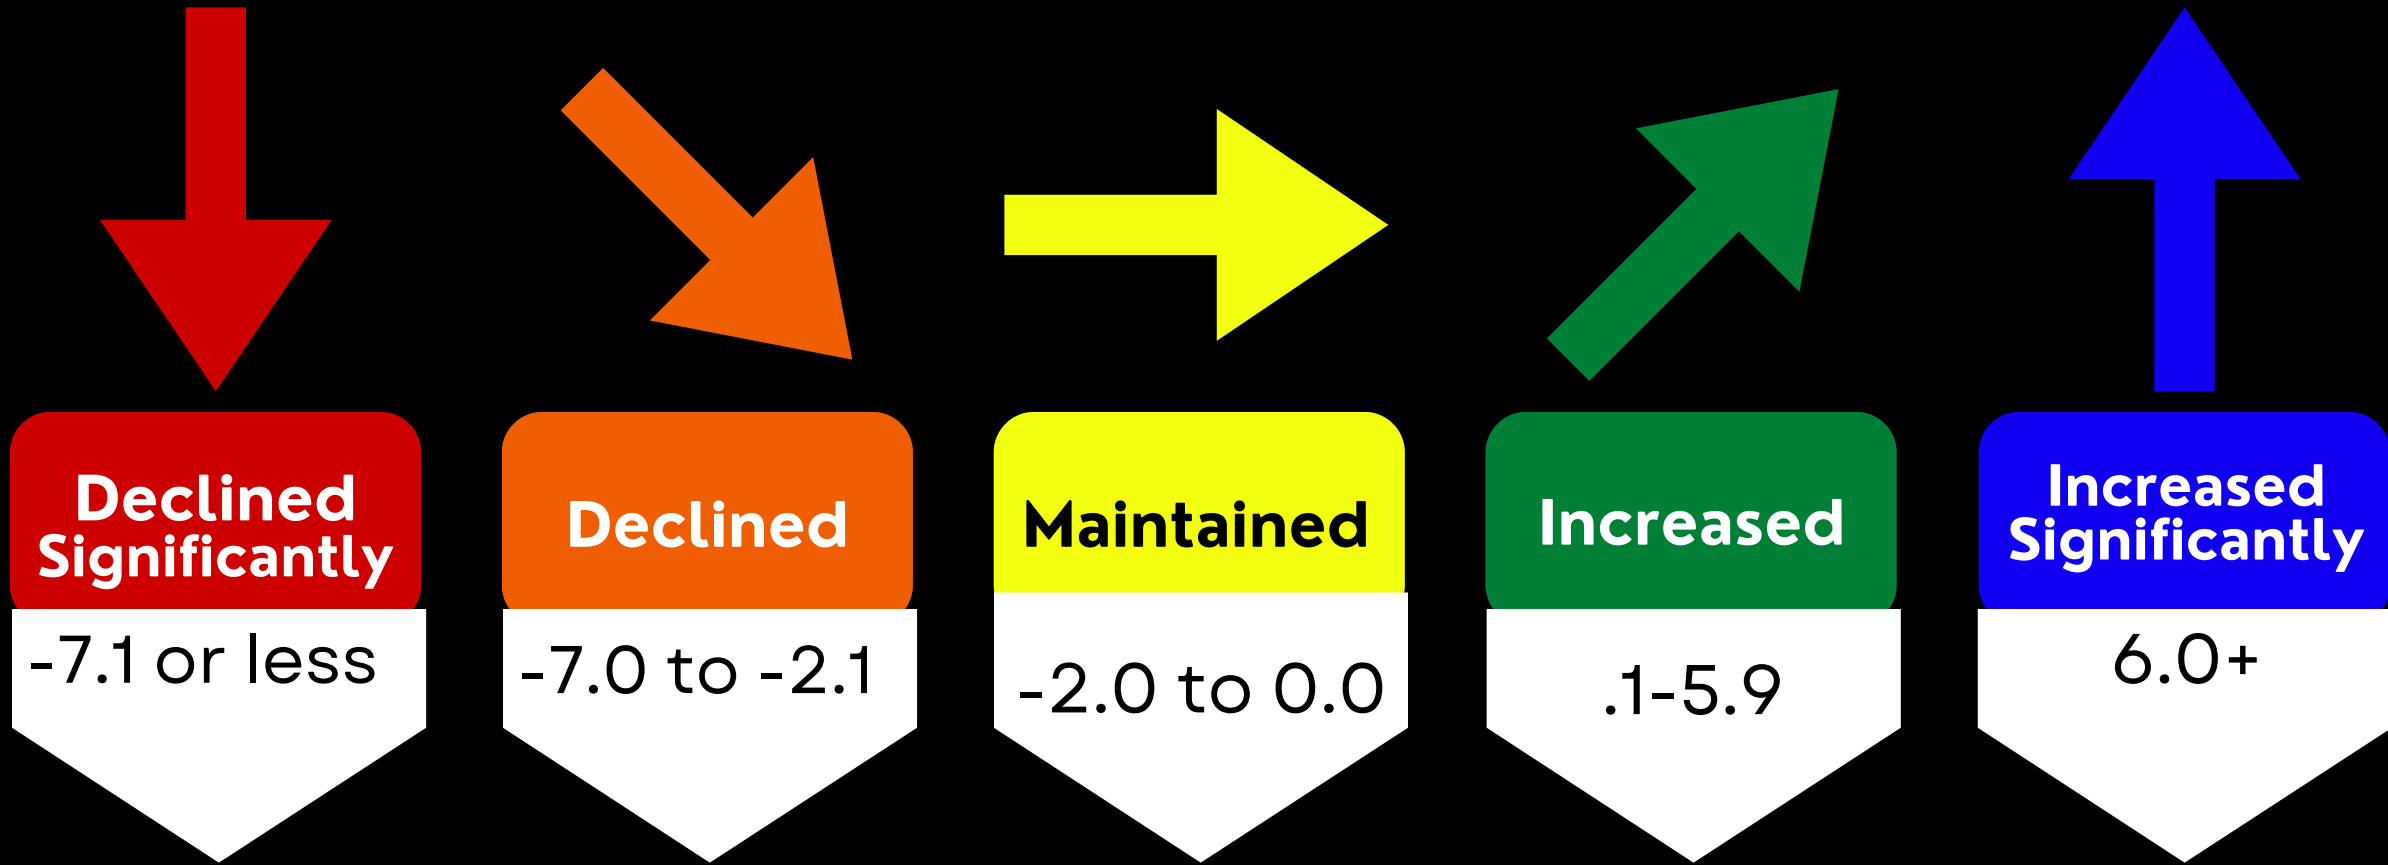 Declined
Significantly
-7.1 or less
Declined
-7.0 to -2.1
Maintained
-2.0 to 0.0
Increased
.1-5.9
Increased
Significantly
6.0+